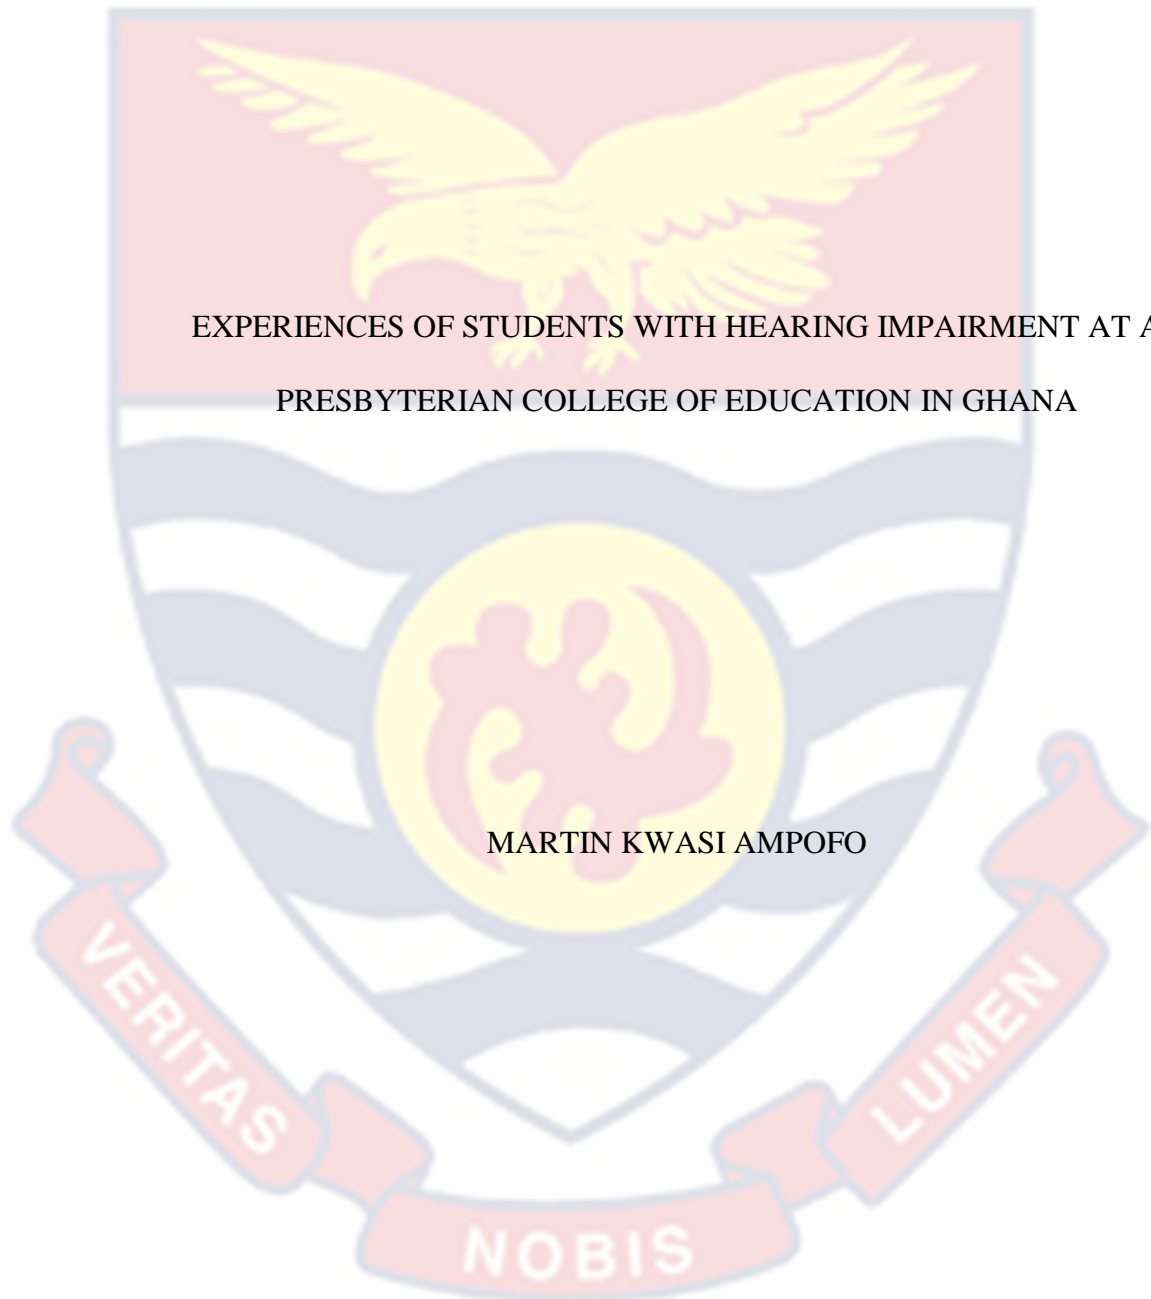 EXPERIENCES OF STUDENTS WITH HEARING IMPAIRMENT AT A
PRESBYTERIAN COLLEGE OF EDUCATION IN GHANA
MARTIN KWASI AMPOFO
VERITAS
NOBIS
LUMEN